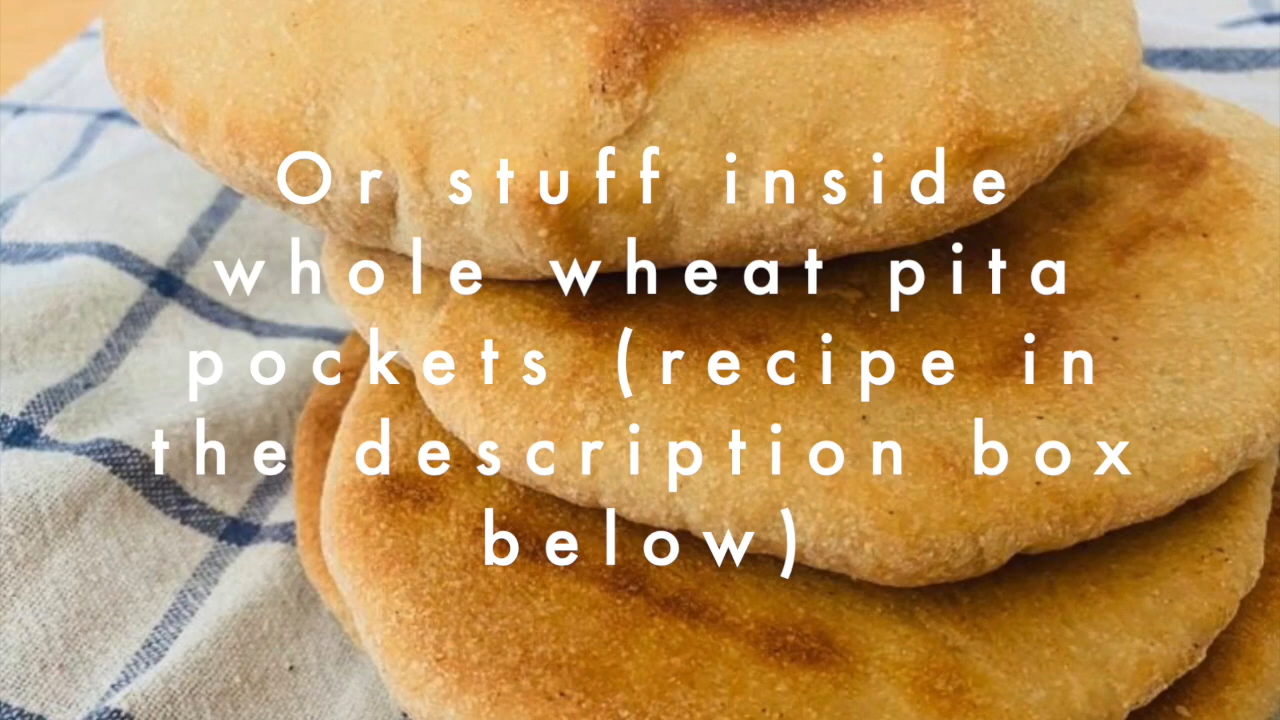 Or stuff inside
whole wheat pita
pockets (recipe in
the description box
below)